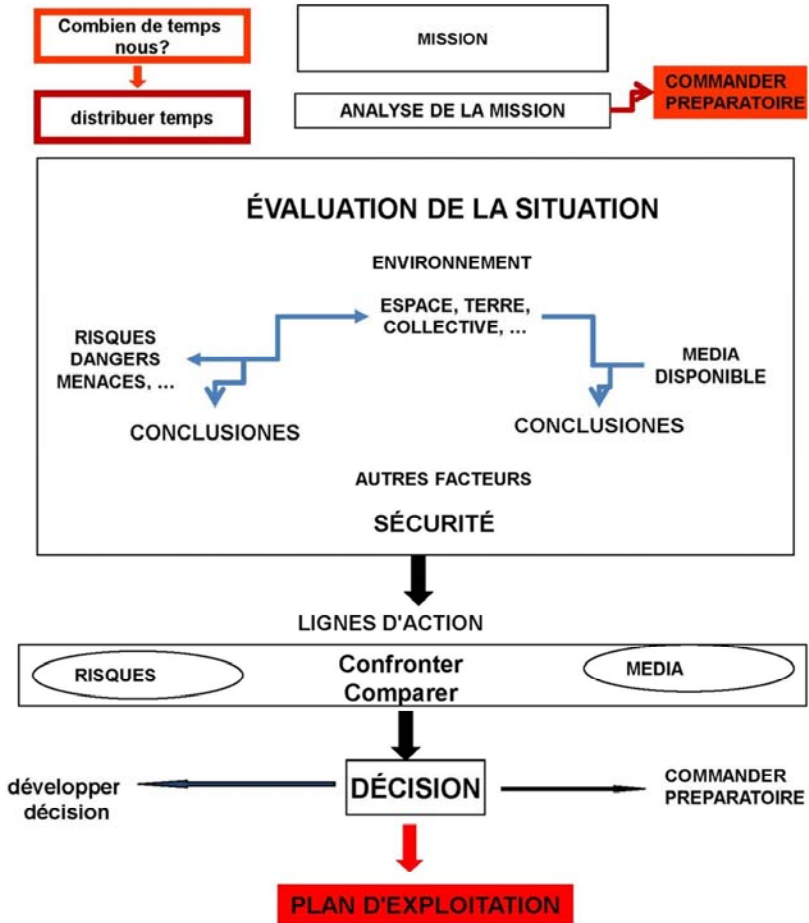 Combien de temps
nous?
distribuer temps
MISSION
ANALYSE DE LA MISSION
COMMANDER
PREPARATOIRE
ÉVALUATION DE LA SITUATION
ENVIRONNEMENT
ESPACE, TERRE,
COLLECTIVE, ...
RISQUES
DANGERS
MENACES, ...
MEDIA
DISPONIBLE
CONCLUSIONES
CONCLUSIONES
AUTRES FACTEURS
SÉCURITÉ
LIGNES D'ACTION
RISQUES
Confronter
Comparer
MEDIA
développer
décision
DÉCISION
COMMANDER
PREPARATOIRE
PLAN D'EXPLOITATION